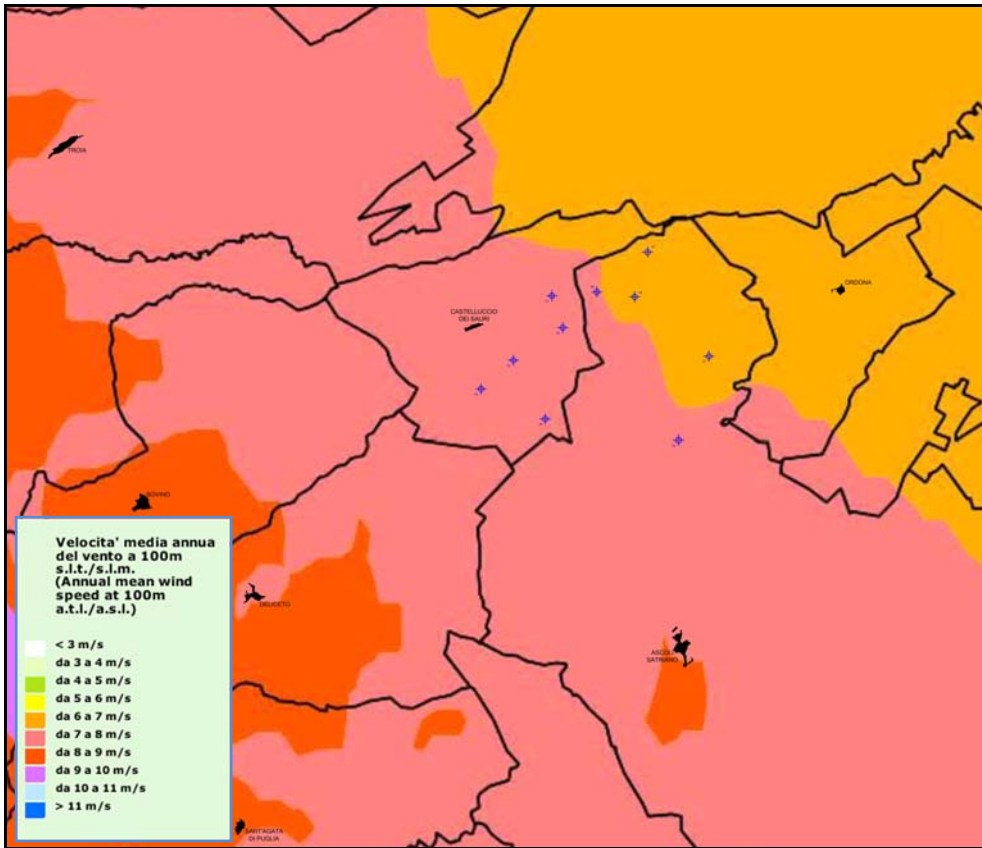 TROIA
CASTELLUCCIO
DEI SAURI
ORDONA
BOVINO
DELICETO
ASCOLI
SATRIANO
SANT'AGATA
DI PUGLIA
Velocita' media annua
del vento a 100m
s.l.t./s.l.m.
(Annual mean wind
speed at 100m
a.t.l./a.s.l.)
< 3 m/s
da 3 a 4 m/s
da 4 a 5 m/s
da 5 a 6 m/s
da 6 a 7 m/s
da 7 a 8 m/s
da 8 a 9 m/s
da 9 a 10 m/s
da 10 a 11 m/s
> 11 m/s